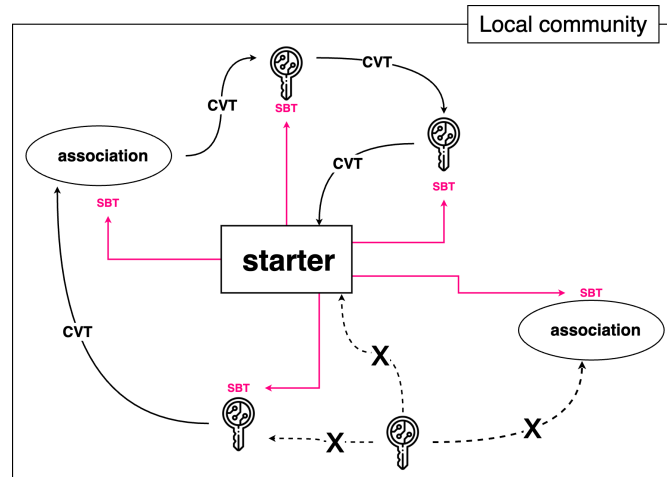 Local community
CVT
SBT
CVT
association
CVT
SBT
SBT
starter
SBT
association
CVT
X
SBT
X
X